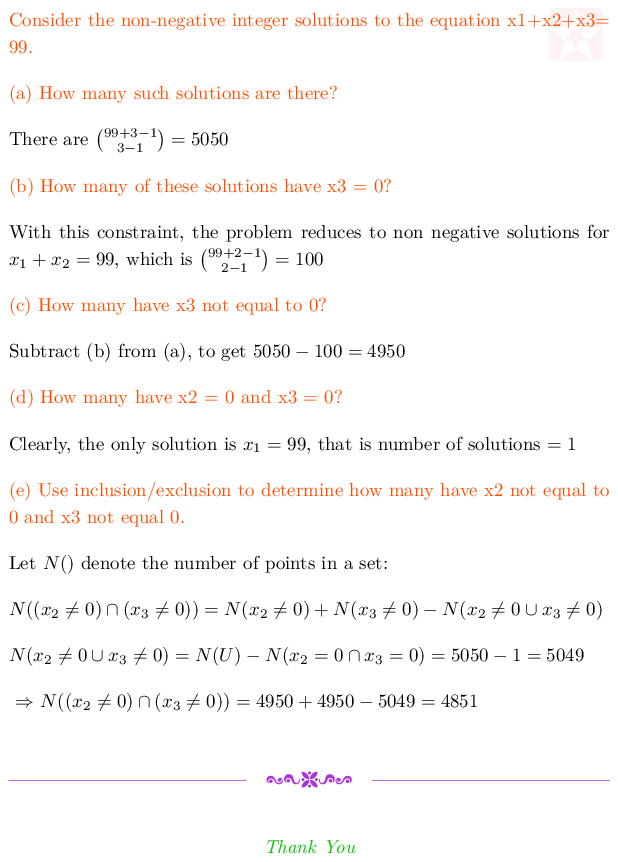 Consider the non-negative integer solutions to the equation x1+x2+x3=
99.
(a) How many such solutions are there?
There are $\binom{99+3-1}{3-1} = 5050$
(b) How many of these solutions have x3 = 0?
With this constraint, the problem reduces to non negative solutions for
$x_1 + x_2 = 99$, which is $\binom{99+2-1}{2-1} = 100$
(c) How many have x3 not equal to 0?
Subtract (b) from (a), to get 5050 − 100 = 4950
(d) How many have x2 = 0 and x3 = 0?
Clearly, the only solution is $x_1 = 99$, that is number of solutions = 1
(e) Use inclusion/exclusion to determine how many have x2 not equal to
0 and x3 not equal 0.
Let $N()$ denote the number of points in a set:
$N((x_2 \neq 0) \cap (x_3 \neq 0)) = N(x_2 \neq 0) + N(x_3 \neq 0) - N(x_2 \neq 0 \cup x_3 \neq 0)$
$N(x_2 \neq 0 \cup x_3 \neq 0) = N(U) - N(x_2 = 0 \cap x_3 = 0) = 5050 - 1 = 5049$
$\Rightarrow N((x_2 \neq 0) \cap (x_3 \neq 0)) = 4950 + 4950 - 5049 = 4851$
Thank You